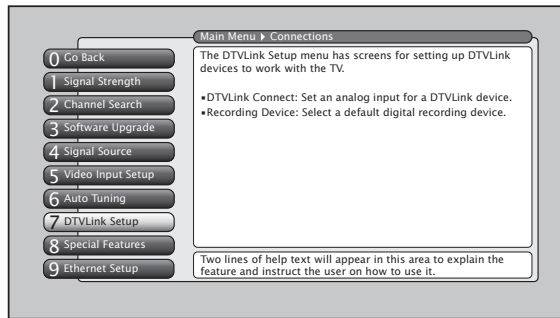 Main Menu ▸ Connections
0 Go Back
1 Signal Strength
2 Channel Search
3 Software Upgrade
4 Signal Source
5 Video Input Setup
6 Auto Tuning
7 DTVLink Setup
8 Special Features
9 Ethernet Setup
The DTVLink Setup menu has screens for setting up DTVLink
devices to work with the TV.
▪DTVLink Connect: Set an analog input for a DTVLink device.
▪Recording Device: Select a default digital recording device.
Two lines of help text will appear in this area to explain the
feature and instruct the user on how to use it.